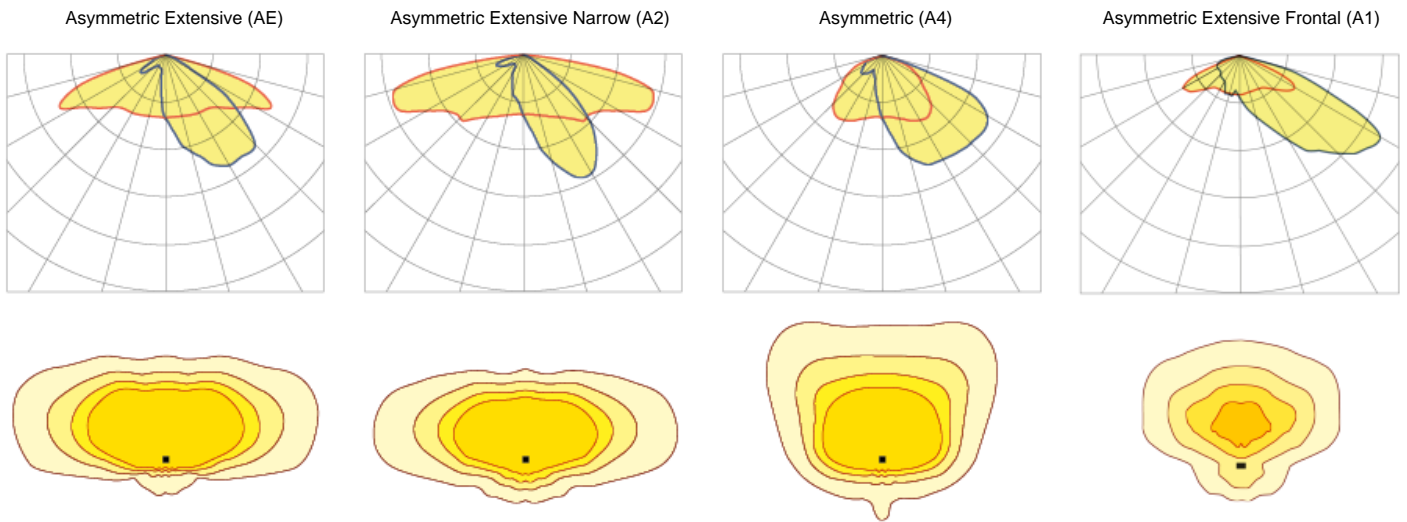 Asymmetric Extensive (AE)
Asymmetric Extensive Narrow (A2)
Asymmetric (A4)
Asymmetric Extensive Frontal (A1)